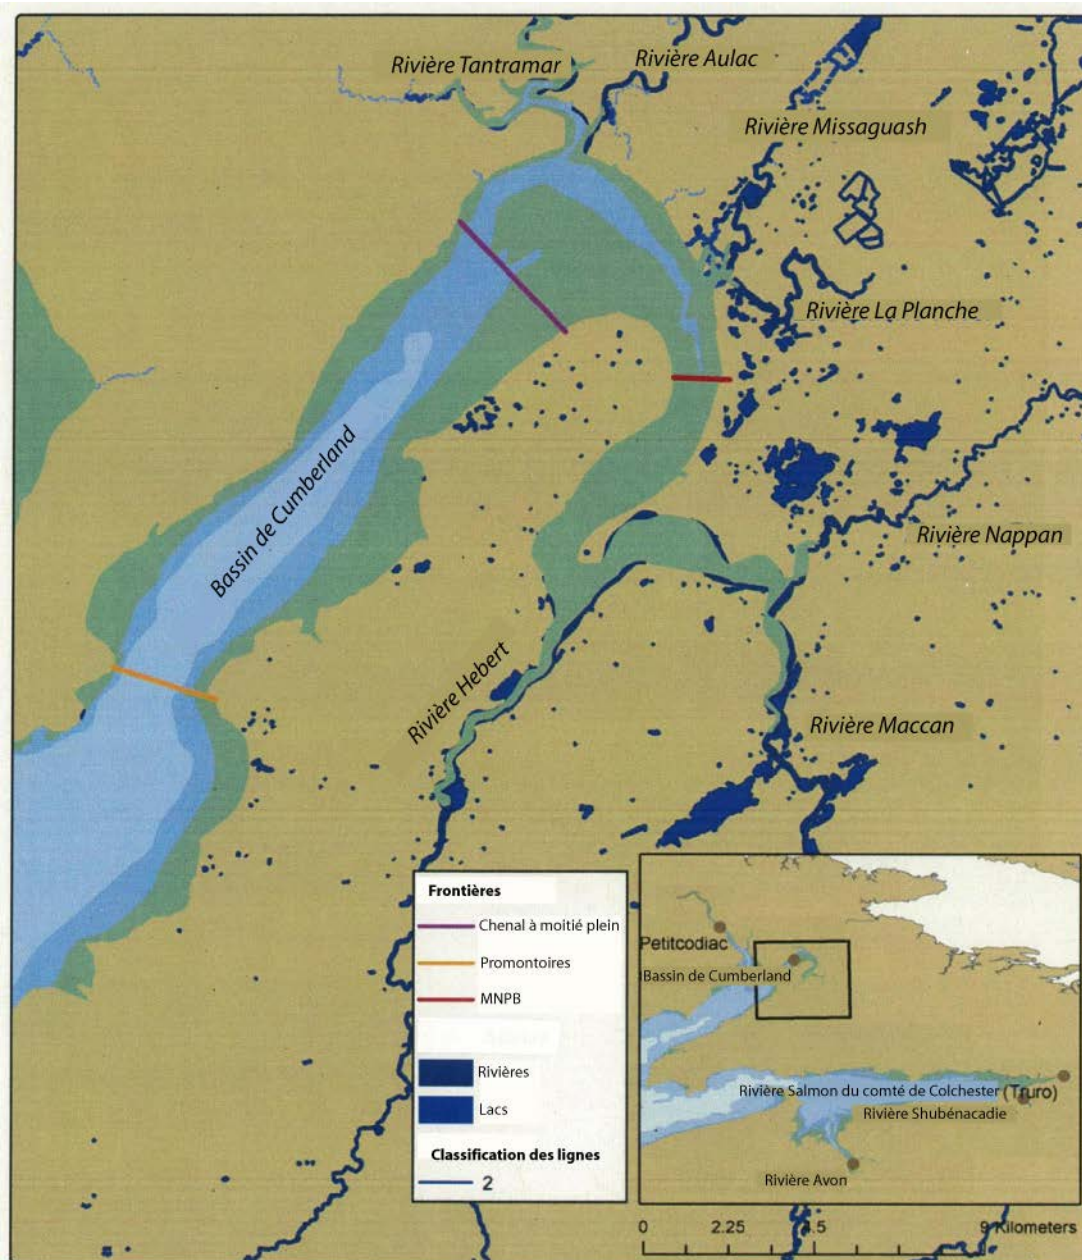 Rivière Tantramar
Rivière Aulac
Rivière Missaguash
Rivière La Planche
Bassin de Cumberland
Rivière Nappan
Rivière Hebert
Rivière Maccan
Frontières
Chenal à moitié plein
Promontoires
MNPB
Rivières
Lacs
Classification des lignes
2
Petitcodiac
Bassin de Cumberland
Rivière Salmon du comté de Colchester (Truro)
Rivière Shubénacadie
Rivière Avon
0 2.25 4.5 9 Kilometers